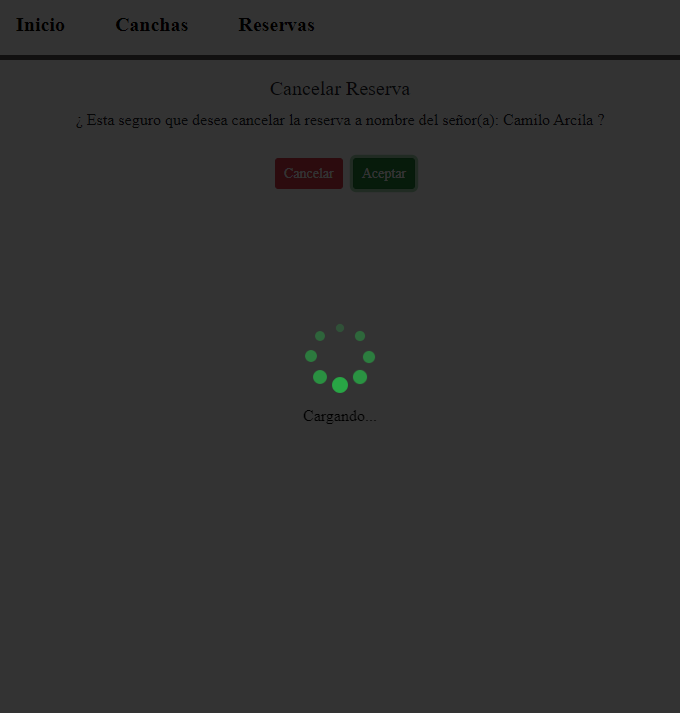 Inicio Canchas Reservas
Cancelar Reserva
¿ Esta seguro que desea cancelar la reserva a nombre del señor(a): Camilo Arcila ?
Cancelar Aceptar
Cargando...